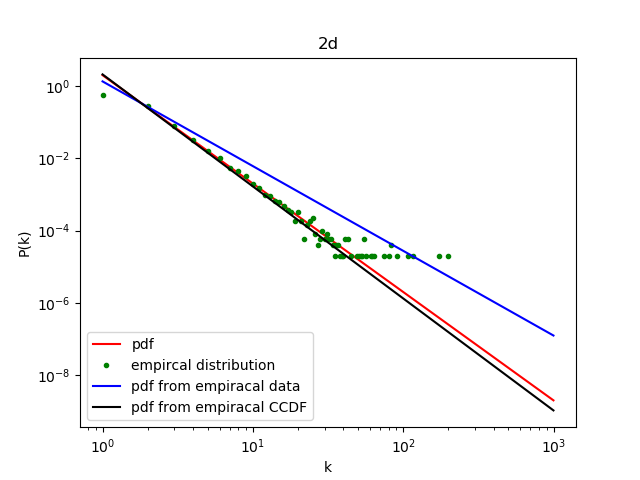 2d
P(k)
10^0
10^-2
10^-4
10^-6
10^-8
pdf
empircal distribution
pdf from empiracal data
pdf from empiracal CCDF
10^0
10^1
10^2
10^3
k